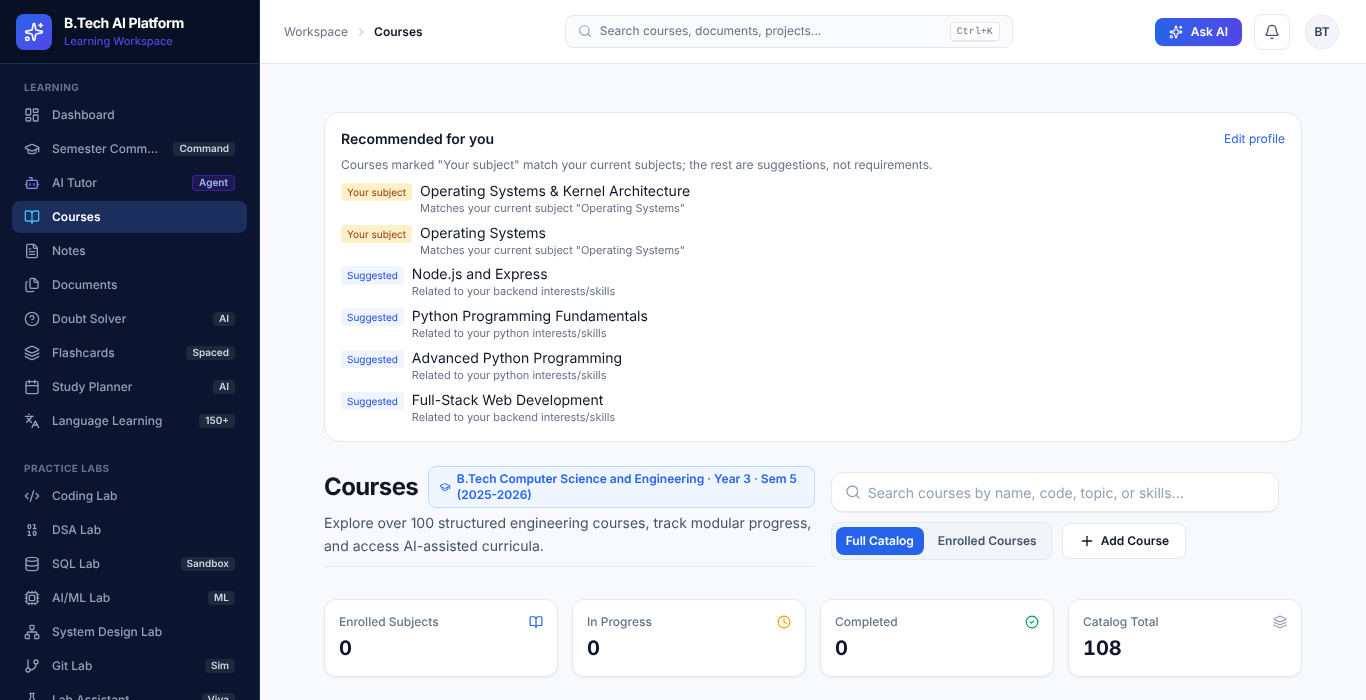 B.Tech AI Platform
Learning Workspace
LEARNING
Dashboard
Semester Comm... Command
AI Tutor Agent
Courses
Notes
Documents
Doubt Solver AI
Flashcards Spaced
Study Planner AI
Language Learning 150+
PRACTICE LABS
Coding Lab
DSA Lab
SQL Lab Sandbox
AI/ML Lab ML
System Design Lab
Git Lab Sim
Lab Assistant Viva
Workspace > Courses
Search courses, documents, projects... Ctrl+K
Ask AI
BT
Recommended for you
Edit profile
Courses marked "Your subject" match your current subjects; the rest are suggestions, not requirements.
Your subject Operating Systems & Kernel Architecture
Matches your current subject "Operating Systems"
Your subject Operating Systems
Matches your current subject "Operating Systems"
Suggested Node.js and Express
Related to your backend interests/skills
Suggested Python Programming Fundamentals
Related to your python interests/skills
Suggested Advanced Python Programming
Related to your python interests/skills
Suggested Full-Stack Web Development
Related to your backend interests/skills
Courses
B.Tech Computer Science and Engineering · Year 3 · Sem 5
(2025-2026)
Explore over 100 structured engineering courses, track modular progress,
and access AI-assisted curricula.
Search courses by name, code, topic, or skills...
Full Catalog Enrolled Courses + Add Course
Enrolled Subjects
0
In Progress
0
Completed
0
Catalog Total
108